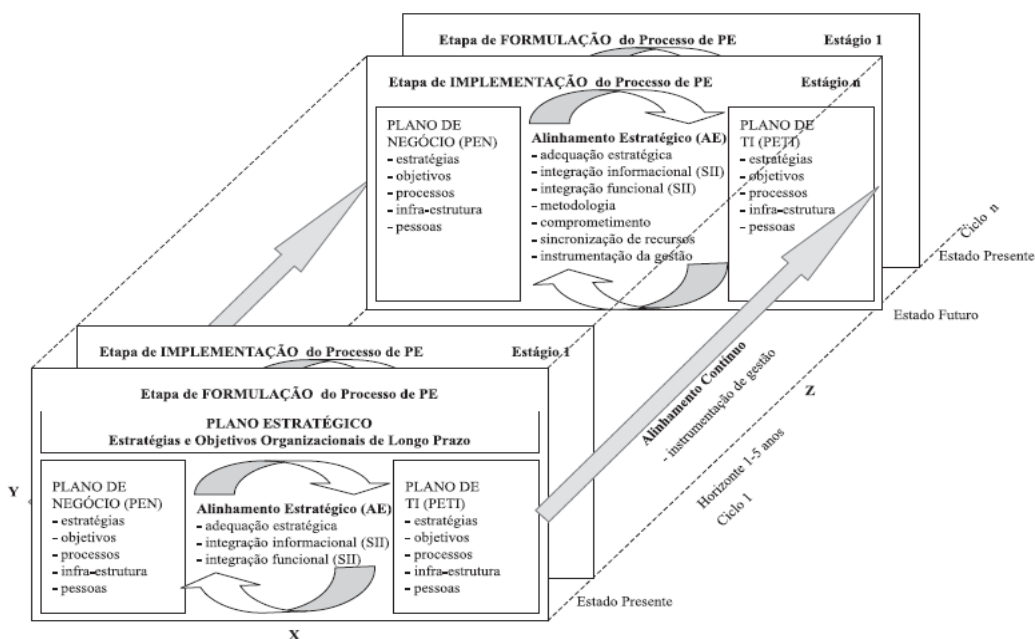 Etapa de FORMULAÇÃO do Processo de PE Estágio 1
Etapa de IMPLEMENTAÇÃO do Processo de PE Estágio n
PLANO DE
NEGÓCIO (PEN)
- estratégias
- objetivos
- processos
- infra-estrutura
- pessoas
Alinhamento Estratégico (AE)
- adequação estratégica
- integração informacional (SII)
- integração funcional (SII)
- metodologia
- comprometimento
- sincronização de recursos
- instrumentação da gestão
PLANO DE
TI (PETI)
- estratégias
- objetivos
- processos
- infra-estrutura
- pessoas
Ciclo n
Estado Presente
Estado Futuro
Z
Alinhamento Contínuo
- instrumentação de gestão
Horizonte 1-5 anos
Ciclo 1
Etapa de IMPLEMENTAÇÃO do Processo de PE Estágio 1
Etapa de FORMULAÇÃO do Processo de PE
PLANO ESTRATÉGICO
Estratégias e Objetivos Organizacionais de Longo Prazo
Y
PLANO DE
NEGÓCIO (PEN)
- estratégias
- objetivos
- processos
- infra-estrutura
- pessoas
Alinhamento Estratégico (AE)
- adequação estratégica
- integração informacional (SII)
- integração funcional (SII)
PLANO DE
TI (PETI)
- estratégias
- objetivos
- processos
- infra-estrutura
- pessoas
Estado Presente
X